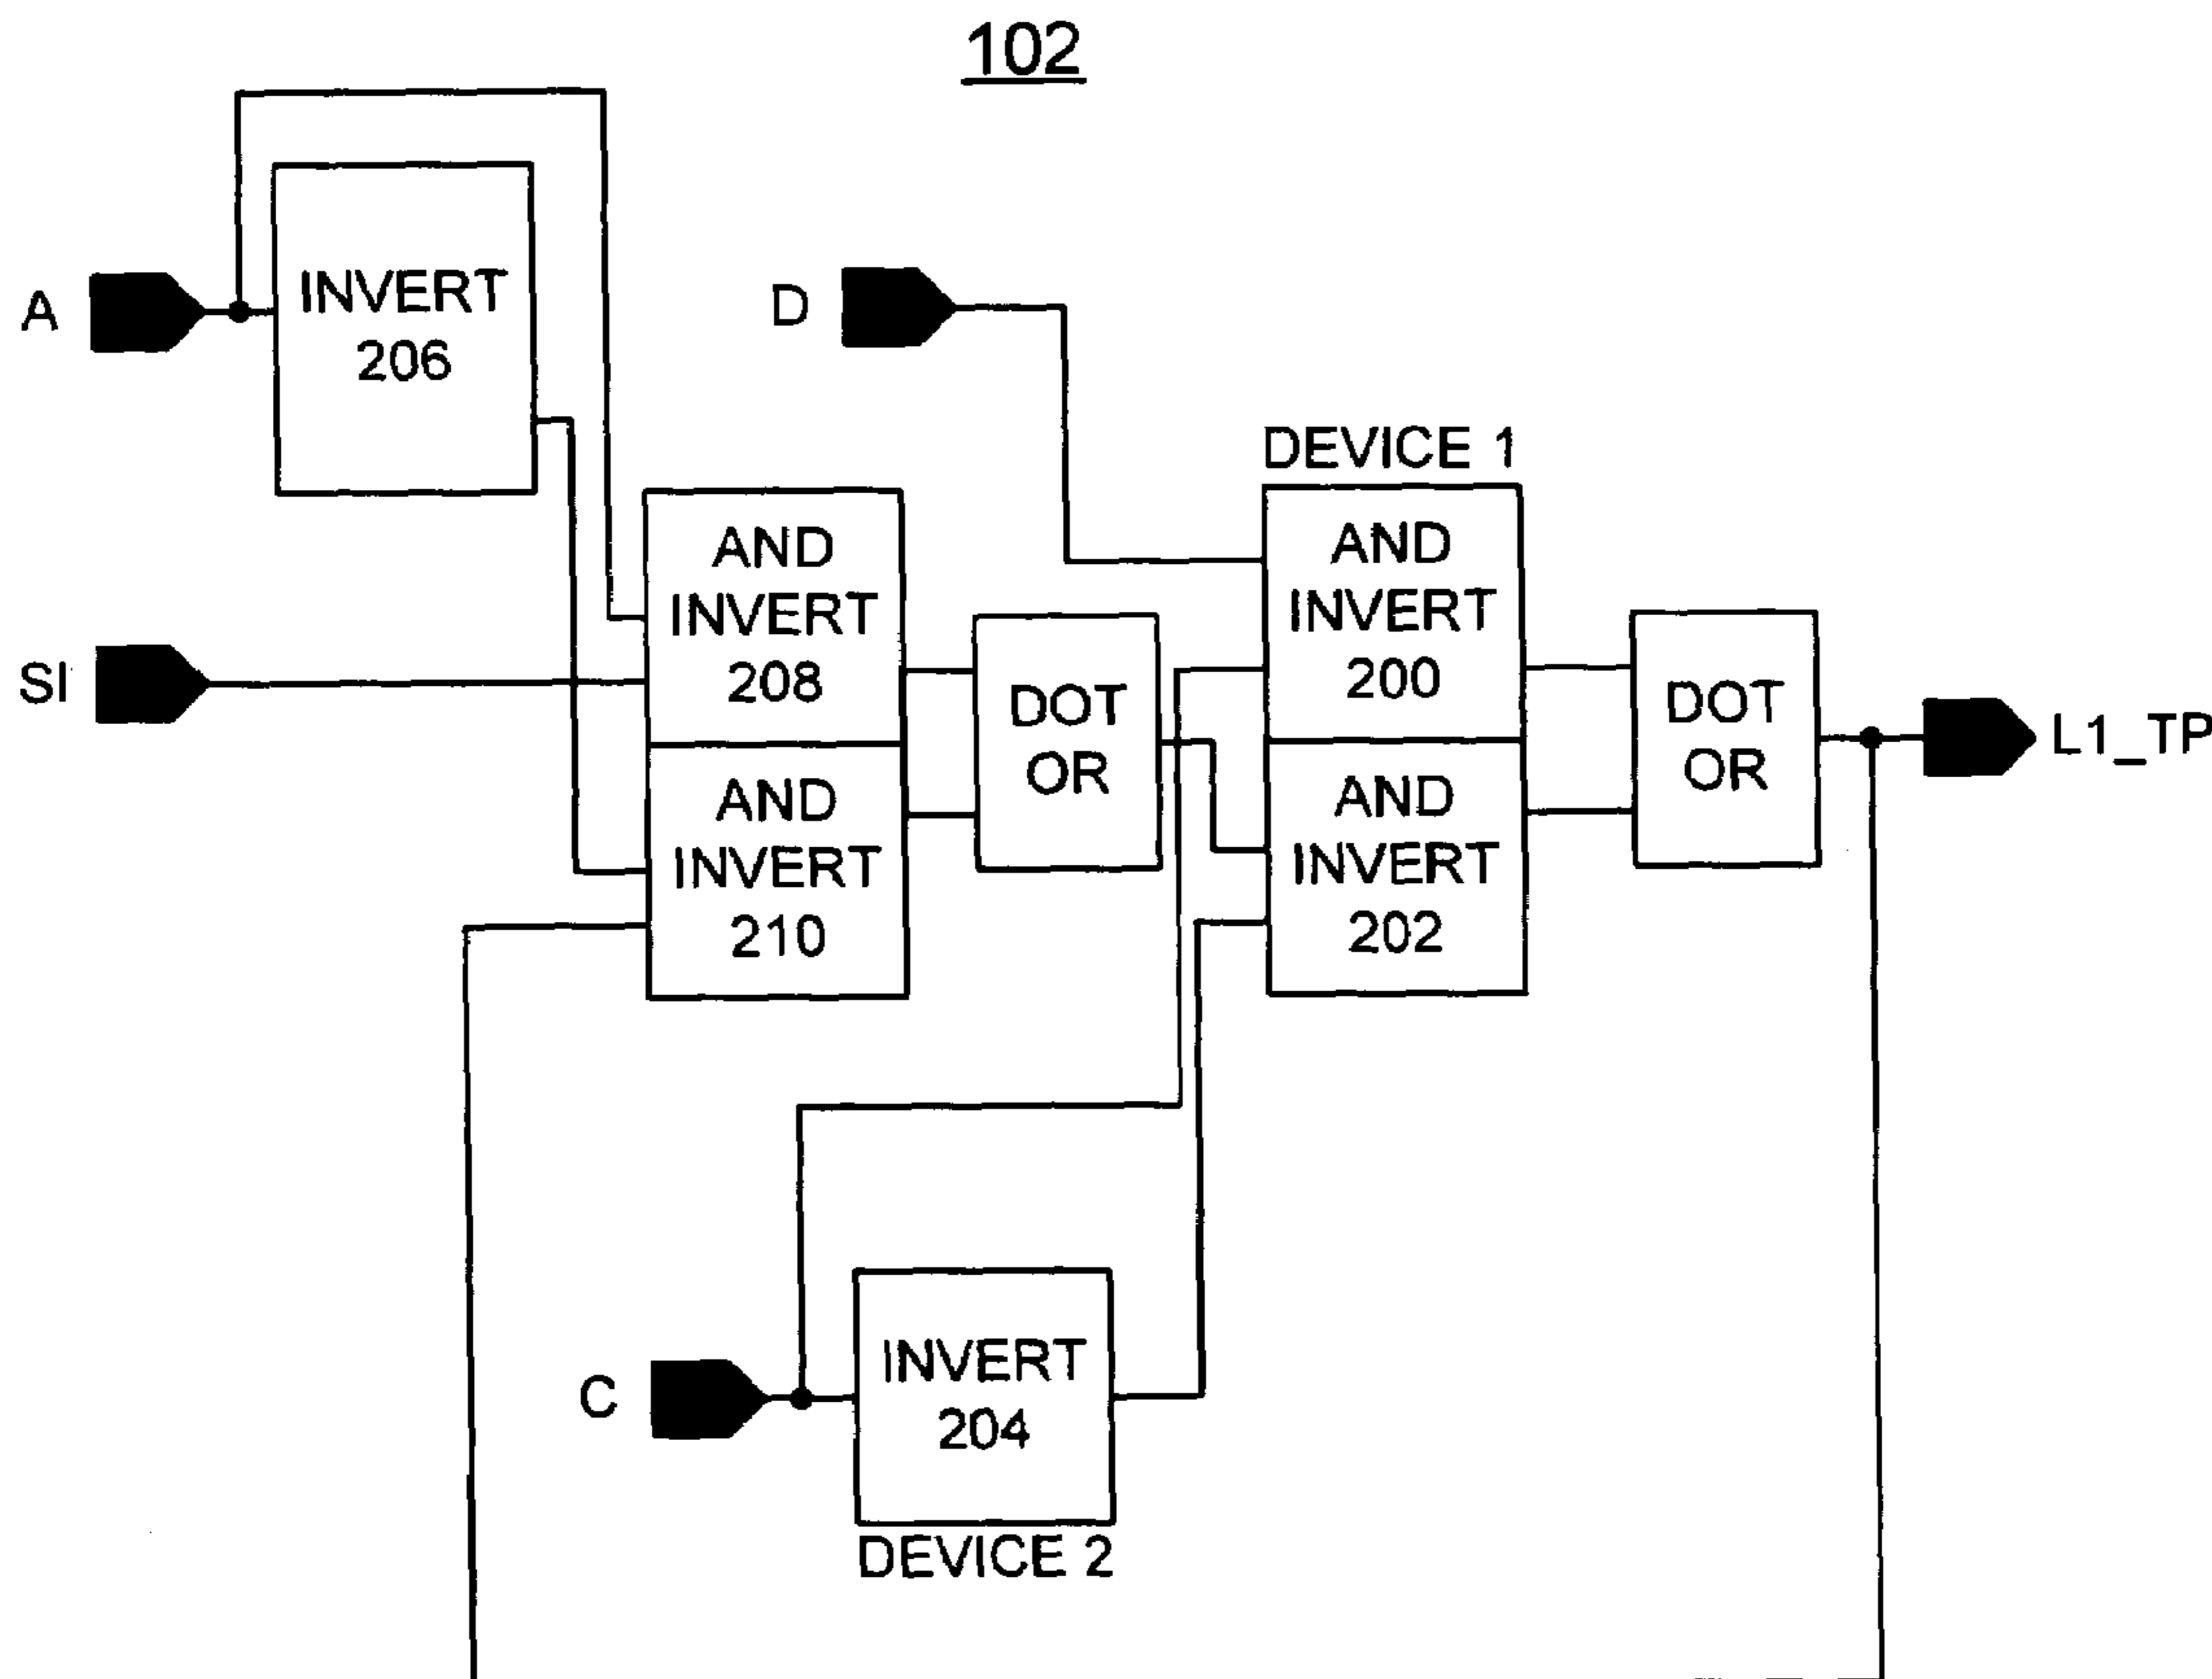 102
A
INVERT
206
D
DEVICE 1
SI
AND
INVERT
208
AND
INVERT
210
DOT
OR
AND
INVERT
200
AND
INVERT
202
DOT
OR
L1_TP
C
INVERT
204
DEVICE 2